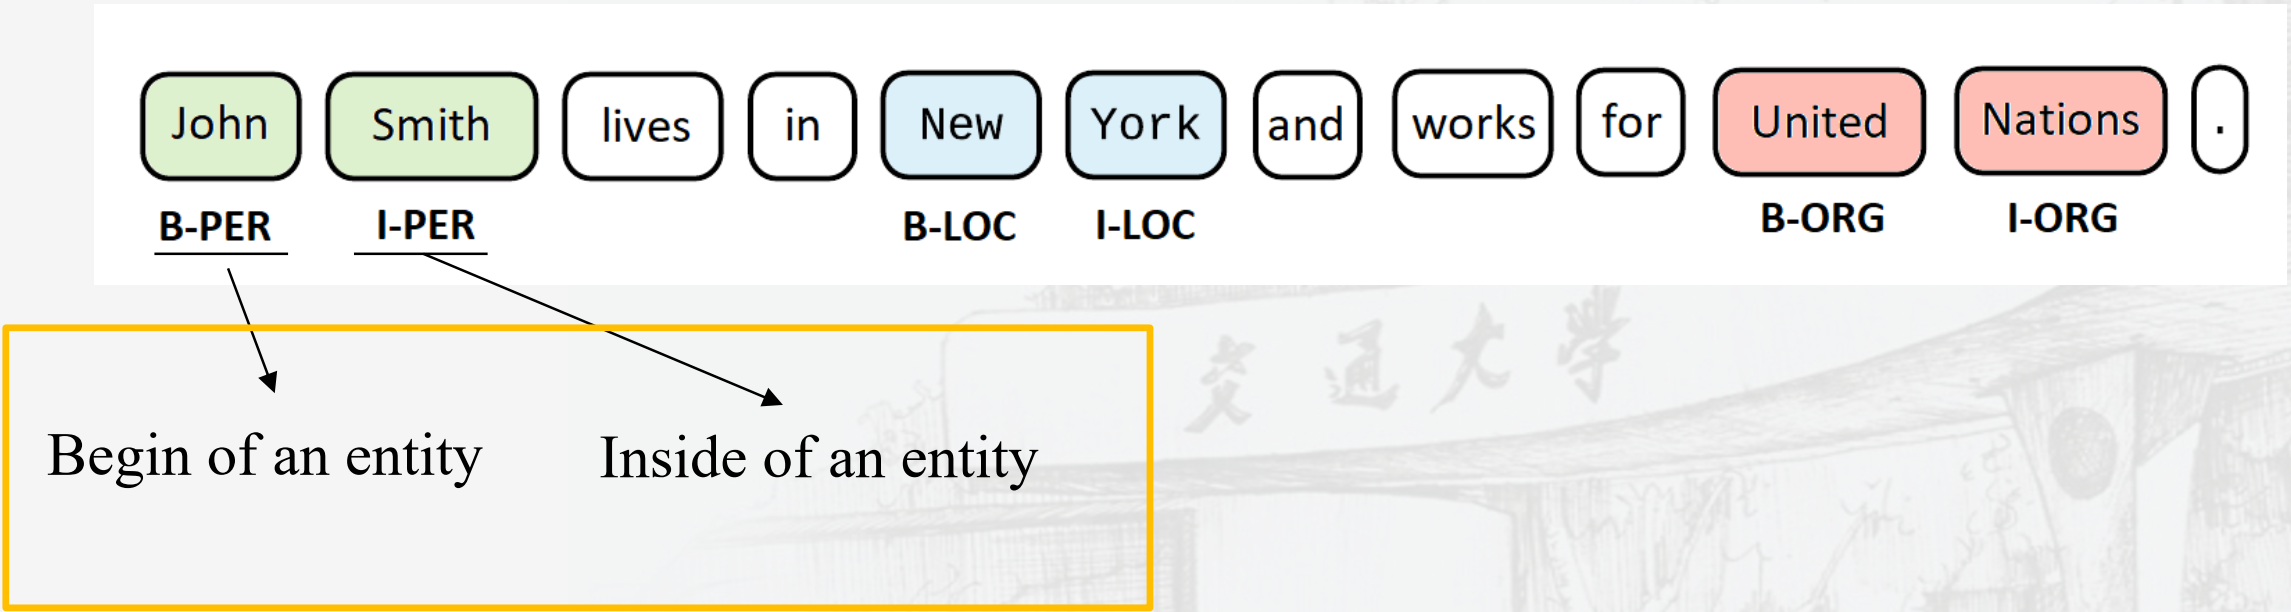 John Smith lives in New York and works for United Nations .
B-PER I-PER B-LOC I-LOC B-ORG I-ORG
交通大學
Begin of an entity Inside of an entity